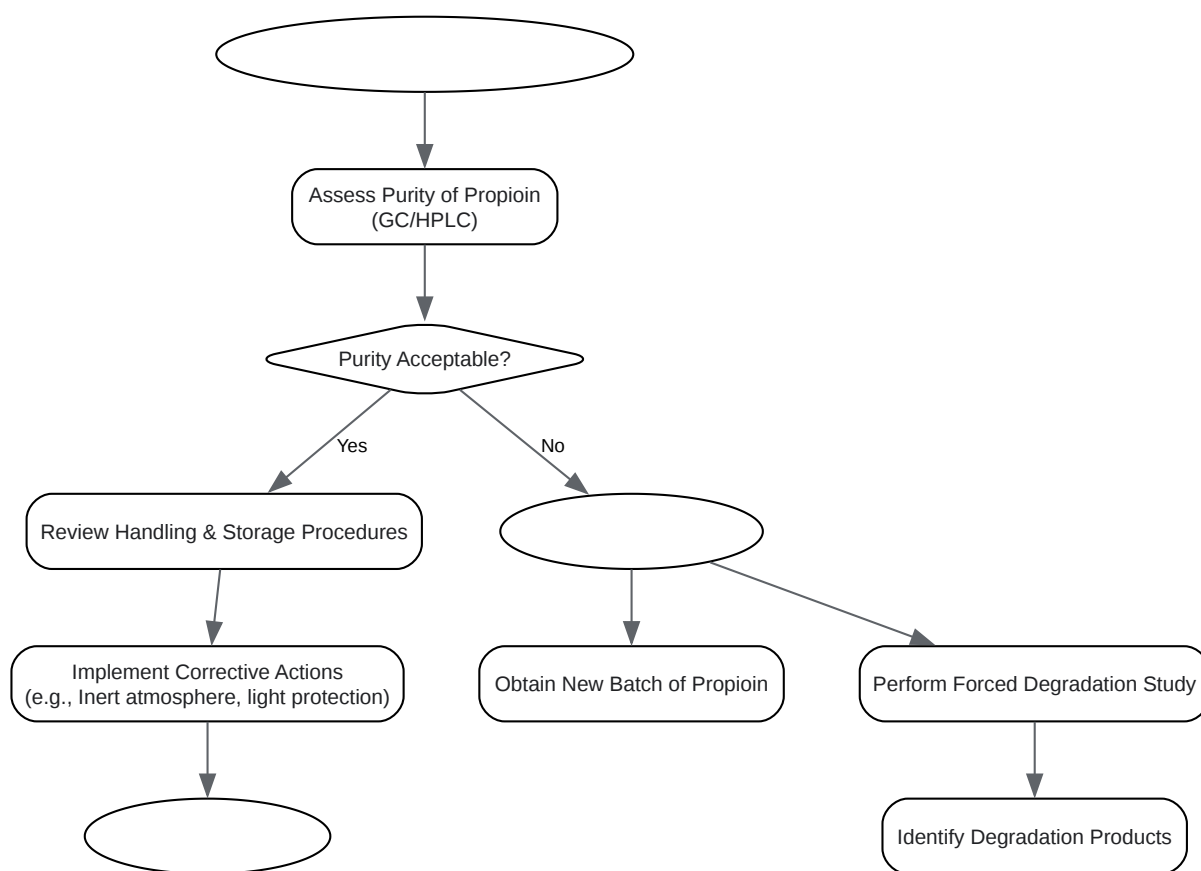 Assess Purity of Propioin
(GC/HPLC)
Purity Acceptable?
Yes
No
Review Handling & Storage Procedures
Implement Corrective Actions
(e.g., Inert atmosphere, light protection)
Obtain New Batch of Propioin
Perform Forced Degradation Study
Identify Degradation Products